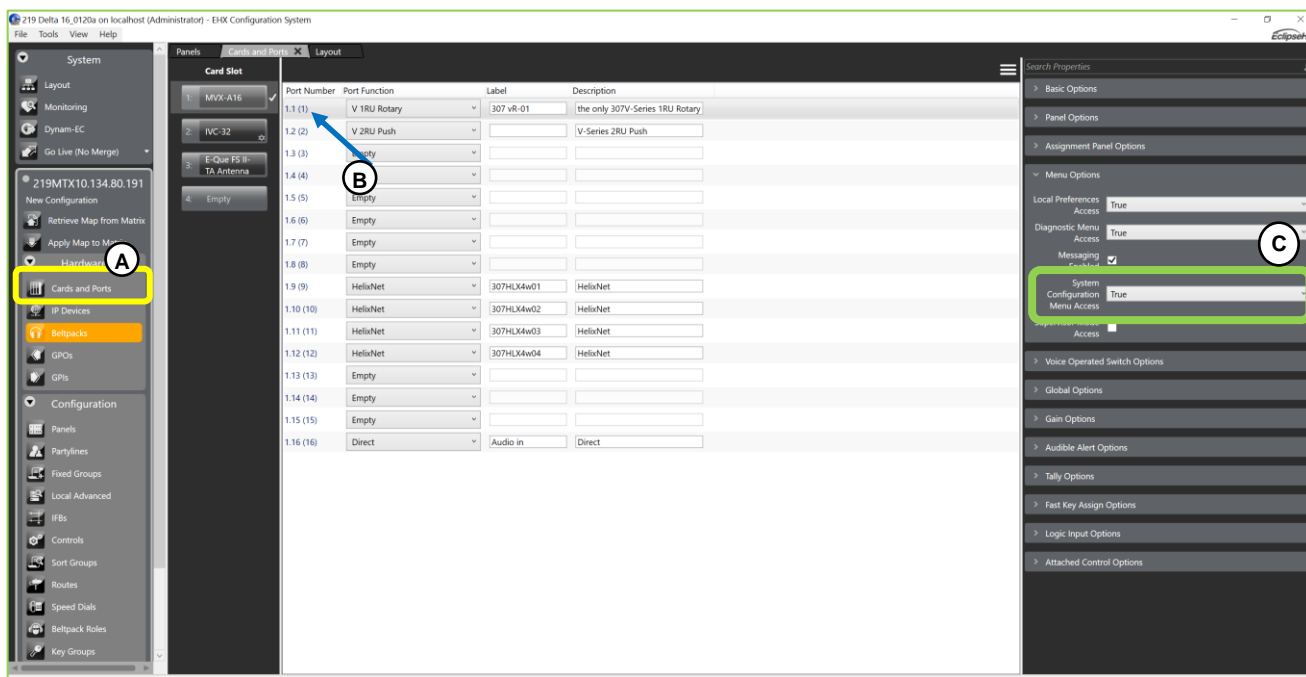 219 Delta 16_0120a on localhost (Administrator) - EHX Configuration System
File Tools View Help
EclipseH
System
Layout
Monitoring
Dynam-EC
Go Live (No Merge)
219MTX10.134.80.191
New Configuration
Retrieve Map from Matrix
Apply Map to Mat
A
Hardware
Cards and Ports
IP Devices
Beltpacks
GPOs
GPIs
Configuration
Panels
Partylines
Fixed Groups
Local Advanced
IFBs
Controls
Sort Groups
Routes
Speed Dials
Beltpack Roles
Key Groups
Panels Cards and Ports X Layout
Card Slot
1: MVX-A16
2: IVC-32
3: E-Que FS II-
TA Antenna
4: Empty
Port Number Port Function Label Description
1.1 (1) V 1RU Rotary 307 vR-01 the only 307V-Series 1RU Rotary
1.2 (2) V 2RU Push V-Series 2RU Push
1.3 (3) Empty
1.4 (4)
B
1.5 (5) Empty
1.6 (6) Empty
1.7 (7) Empty
1.8 (8) Empty
1.9 (9) HelixNet 307HLX4w01 HelixNet
1.10 (10) HelixNet 307HLX4w02 HelixNet
1.11 (11) HelixNet 307HLX4w03 HelixNet
1.12 (12) HelixNet 307HLX4w04 HelixNet
1.13 (13) Empty
1.14 (14) Empty
1.15 (15) Empty
1.16 (16) Direct Audio in Direct
Search Properties
Basic Options
Panel Options
Assignment Panel Options
Menu Options
Local Preferences
Access True
Diagnostic Menu
Access True
C
Messaging
Enabled
System
Configuration
Menu Access True
Supervisor Mode
Access
Voice Operated Switch Options
Global Options
Gain Options
Audible Alert Options
Tally Options
Fast Key Assign Options
Logic Input Options
Attached Control Options